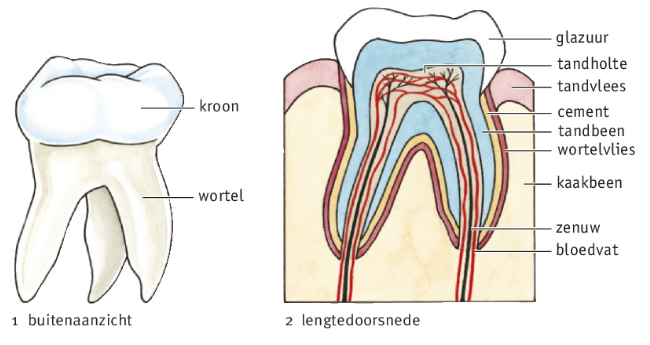 kroon
wortel
1 buitenaanzicht
glazuur
tandholte
tandvlees
cement
tandbeen
wortelvlies
kaakbeen
zenuw
bloedvat
2 lengtedoorsnede